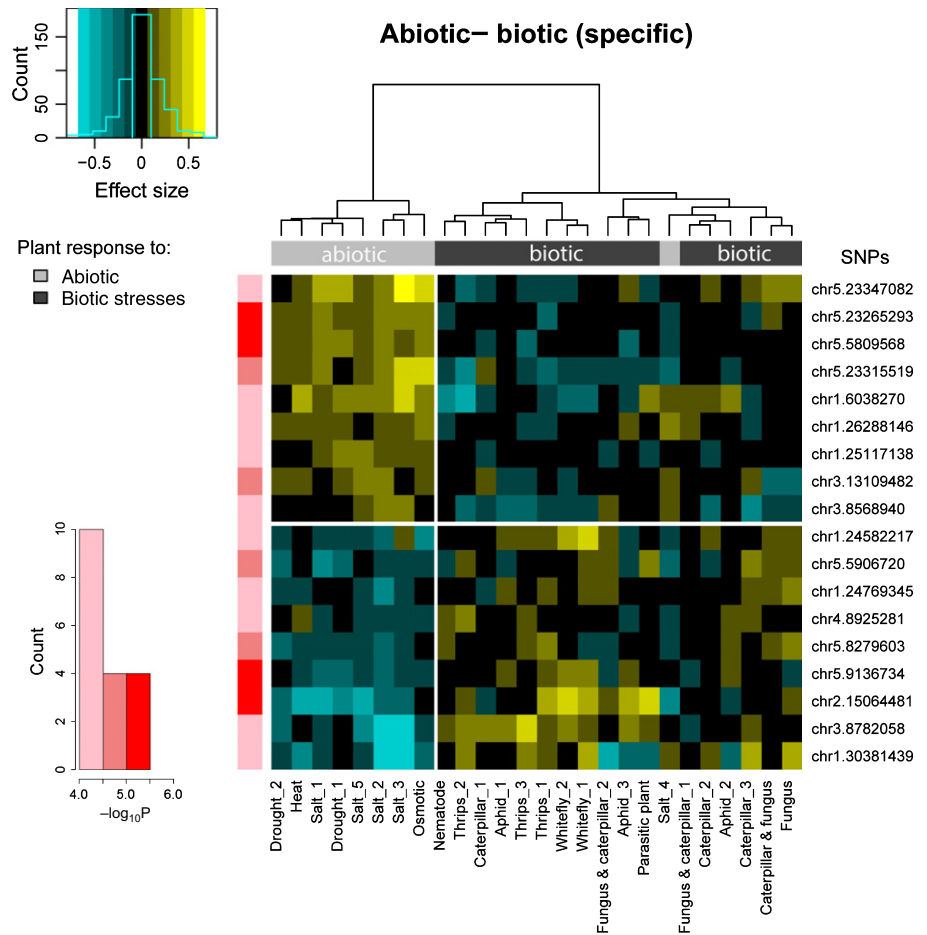 Abiotic− biotic (specific)
Count
150
50
0
−0.5
0
0.5
Effect size
Plant response to:
Abiotic
Biotic stresses
abiotic
biotic
biotic
SNPs
chr5.23347082
chr5.23265293
chr5.5809568
chr5.23315519
chr1.6038270
chr1.26288146
chr1.25117138
chr3.13109482
chr3.8568940
chr1.24582217
chr5.5906720
chr1.24769345
chr4.8925281
chr5.8279603
chr5.9136734
chr2.15064481
chr3.8782058
chr1.30381439
Count
10
8
6
4
2
0
4.0
5.0
6.0
−log10P
Drought_2
Heat
Salt_1
Drought_1
Salt_5
Salt_2
Salt_3
Osmotic
Nematode
Thrips_2
Caterpillar_1
Aphid_1
Thrips_3
Thrips_1
Whitefly_2
Whitefly_1
Fungus & caterpillar_2
Aphid_3
Parasitic plant
Salt_4
Fungus & caterpillar_1
Caterpillar_2
Aphid_2
Caterpillar_3
Caterpillar & fungus
Fungus